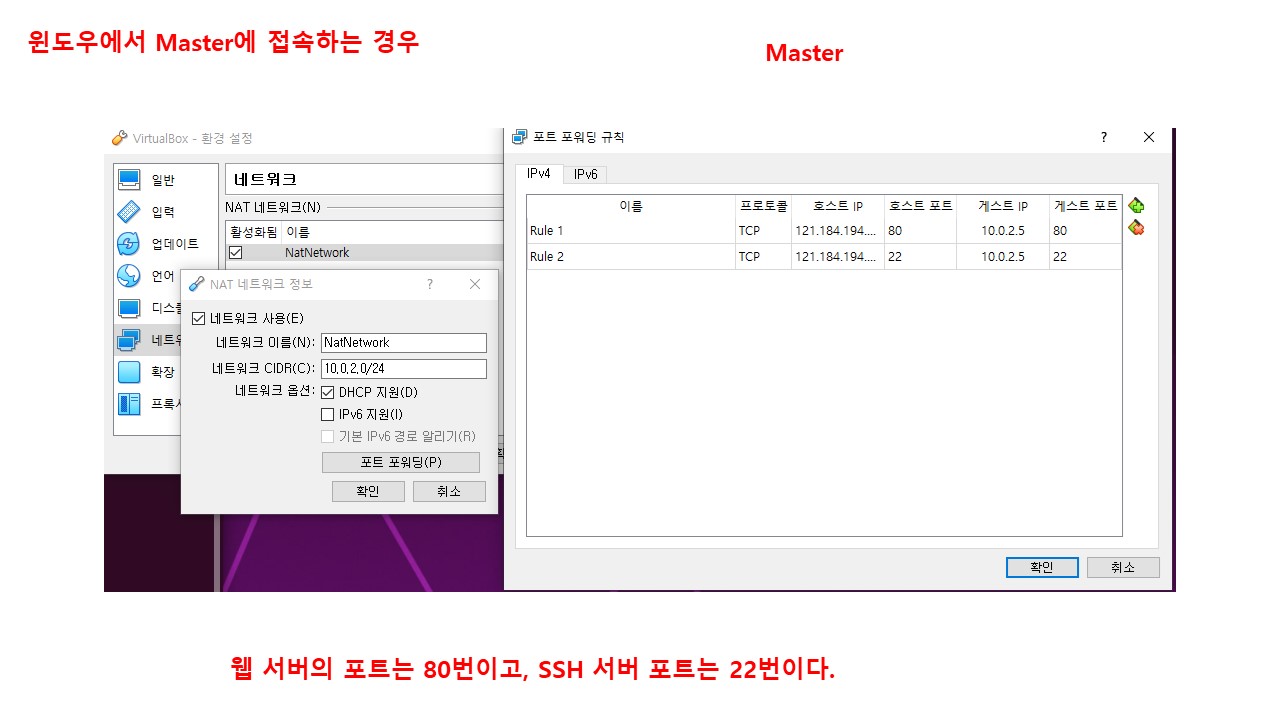 윈도우에서 Master에 접속하는 경우
Master
VirtualBox - 환경 설정
일반
입력
업데이트
언어
디스플
네트워
확장
프록시
네트워크
NAT 네트워크(N)
활성화됨 이름
NatNetwork
NAT 네트워크 정보 ?
네트워크 사용(E)
네트워크 이름(N): NatNetwork
네트워크 CIDR(C): 10.0.2.0/24
네트워크 옵션: DHCP 지원(D)
IPv6 지원(I)
기본 IPv6 경로 알리기(R)
포트 포워딩(P)
확인 취소
포트 포워딩 규칙 ?
IPv4 IPv6
이름 프로토콜 호스트 IP 호스트 포트 게스트 IP 게스트 포트
Rule 1 TCP 121.184.194.... 80 10.0.2.5 80
Rule 2 TCP 121.184.194.... 22 10.0.2.5 22
확인 취소
웹 서버의 포트는 80번이고, SSH 서버 포트는 22번이다.